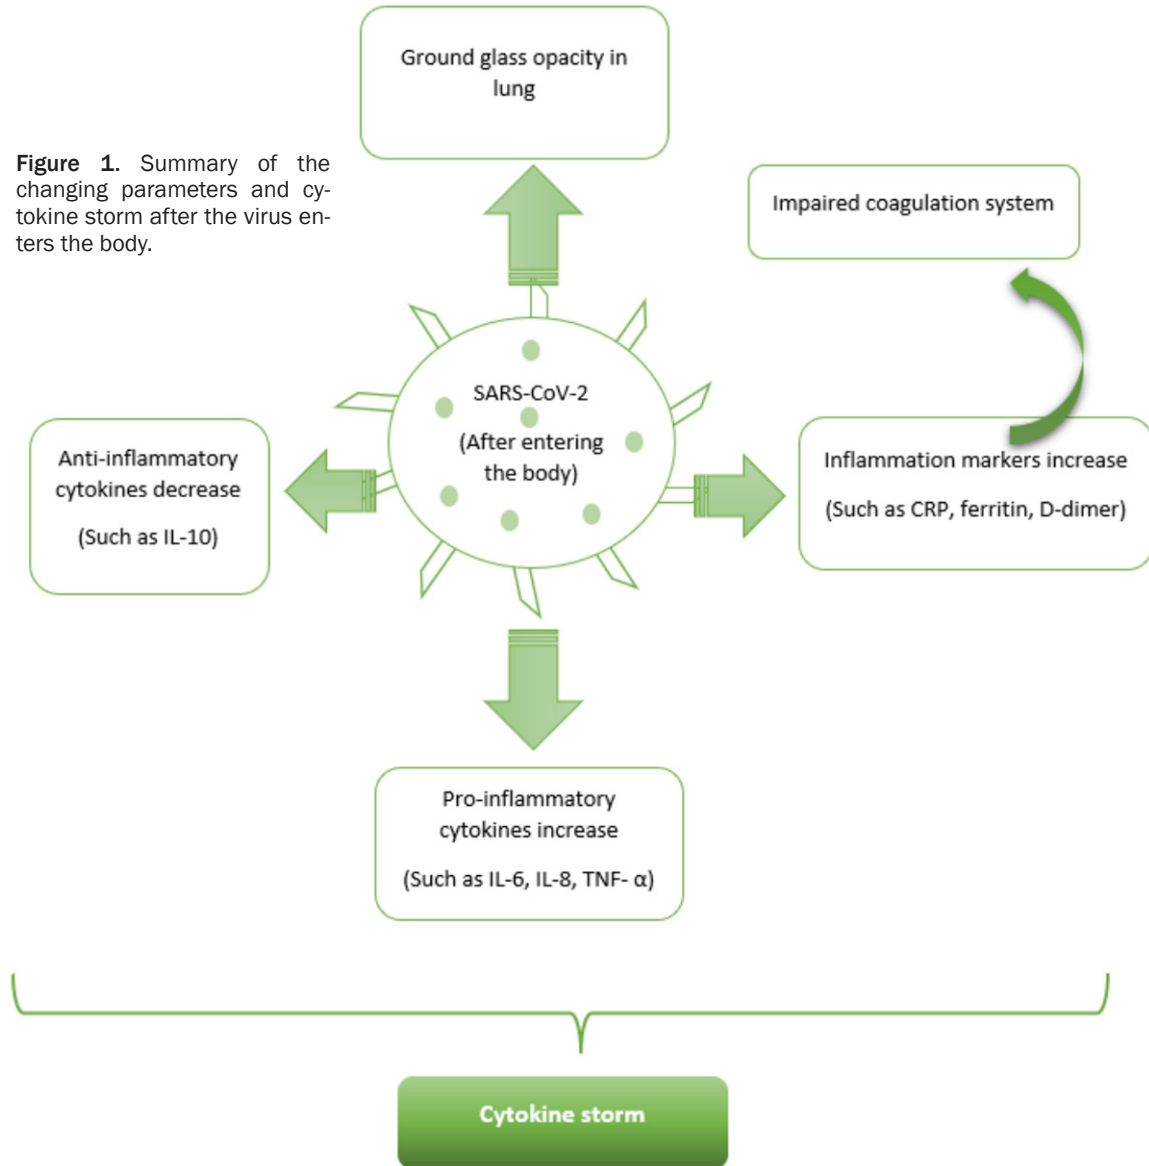 Ground glass opacity in
lung
Figure 1. Summary of the
changing parameters and cy-
tokine storm after the virus en-
ters the body.
Impaired coagulation system
SARS-CoV-2
(After entering
the body)
Anti-inflammatory
cytokines decrease
(Such as IL-10)
Inflammation markers increase
(Such as CRP, ferritin, D-dimer)
Pro-inflammatory
cytokines increase
(Such as IL-6, IL-8, TNF- α)
Cytokine storm